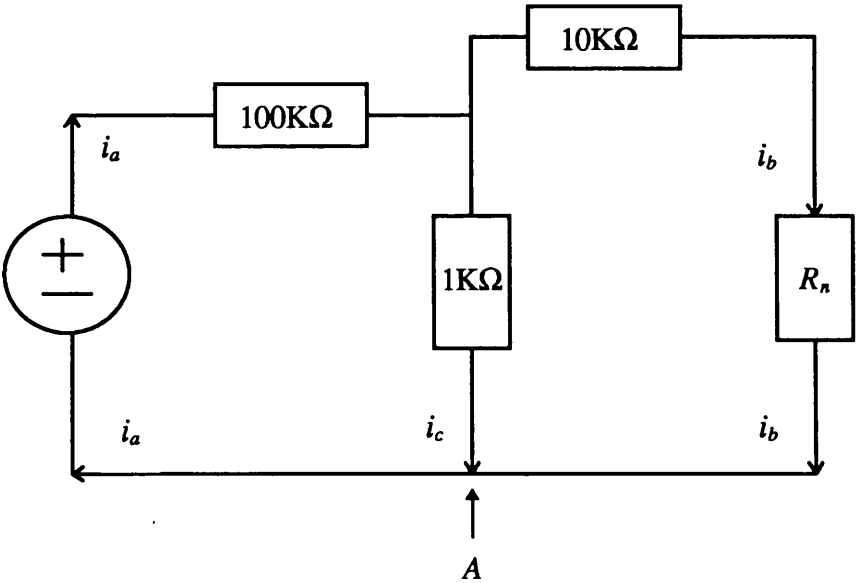 10KΩ
100KΩ
i_a
i_b
+
−
1KΩ
R_n
i_a
i_c
i_b
A